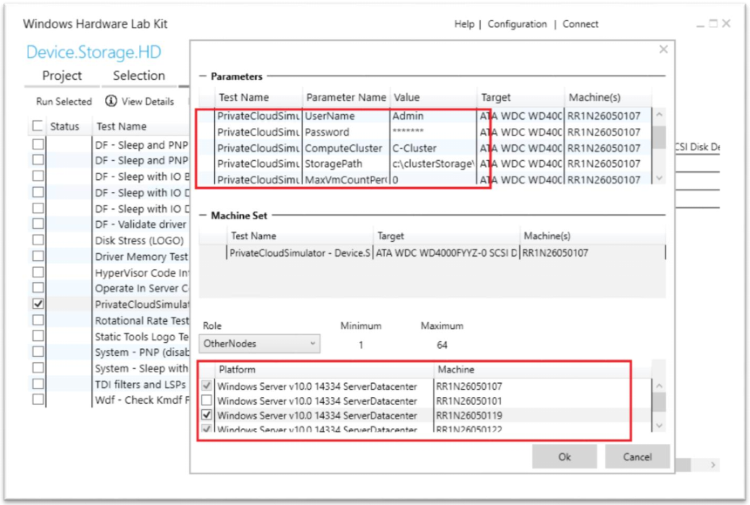 Windows Hardware Lab Kit
Help | Configuration | Connect
Device.Storage.HD
Project Selection
Run Selected View Details
Status Test Name
DF - Sleep and PNP
DF - Sleep and PNP
DF - Sleep with IO B
DF - Sleep with IO D
DF - Sleep with IO D
DF - Validate driver
Disk Stress (LOGO)
Driver Memory Test
HyperVisor Code In
Operate In Server C
PrivateCloudSimulat
Rotational Rate Test
Static Tools Logo Te
System - PNP (disab
System - Sleep with
TDI filters and LSPs
Wdf - Check Kmdf F
CSI Disk De
Parameters
Test Name Parameter Name Value Target Machine(s)
PrivateCloudSimu UserName Admin ATA WDC WD40C RR1N26050107
PrivateCloudSimu Password ******* ATA WDC WD40C RR1N26050107
PrivateCloudSimu ComputeCluster C-Cluster ATA WDC WD40C RR1N26050107
PrivateCloudSimu StoragePath c:\clusterStorage\ ATA WDC WD40C RR1N26050107
PrivateCloudSimu MaxVmCountPer 0 ATA WDC WD40C RR1N26050107
Machine Set
Test Name Target Machine(s)
PrivateCloudSimulator - Device.S ATA WDC WD4000FYYZ-0 SCSI D RR1N26050107
Role Minimum Maximum
OtherNodes 1 64
Platform Machine
Windows Server v10.0 14334 ServerDatacenter RR1N26050107
Windows Server v10.0 14334 ServerDatacenter RR1N26050101
Windows Server v10.0 14334 ServerDatacenter RR1N26050119
Windows Server v10.0 14334 ServerDatacenter RR1N26050122
Ok Cancel